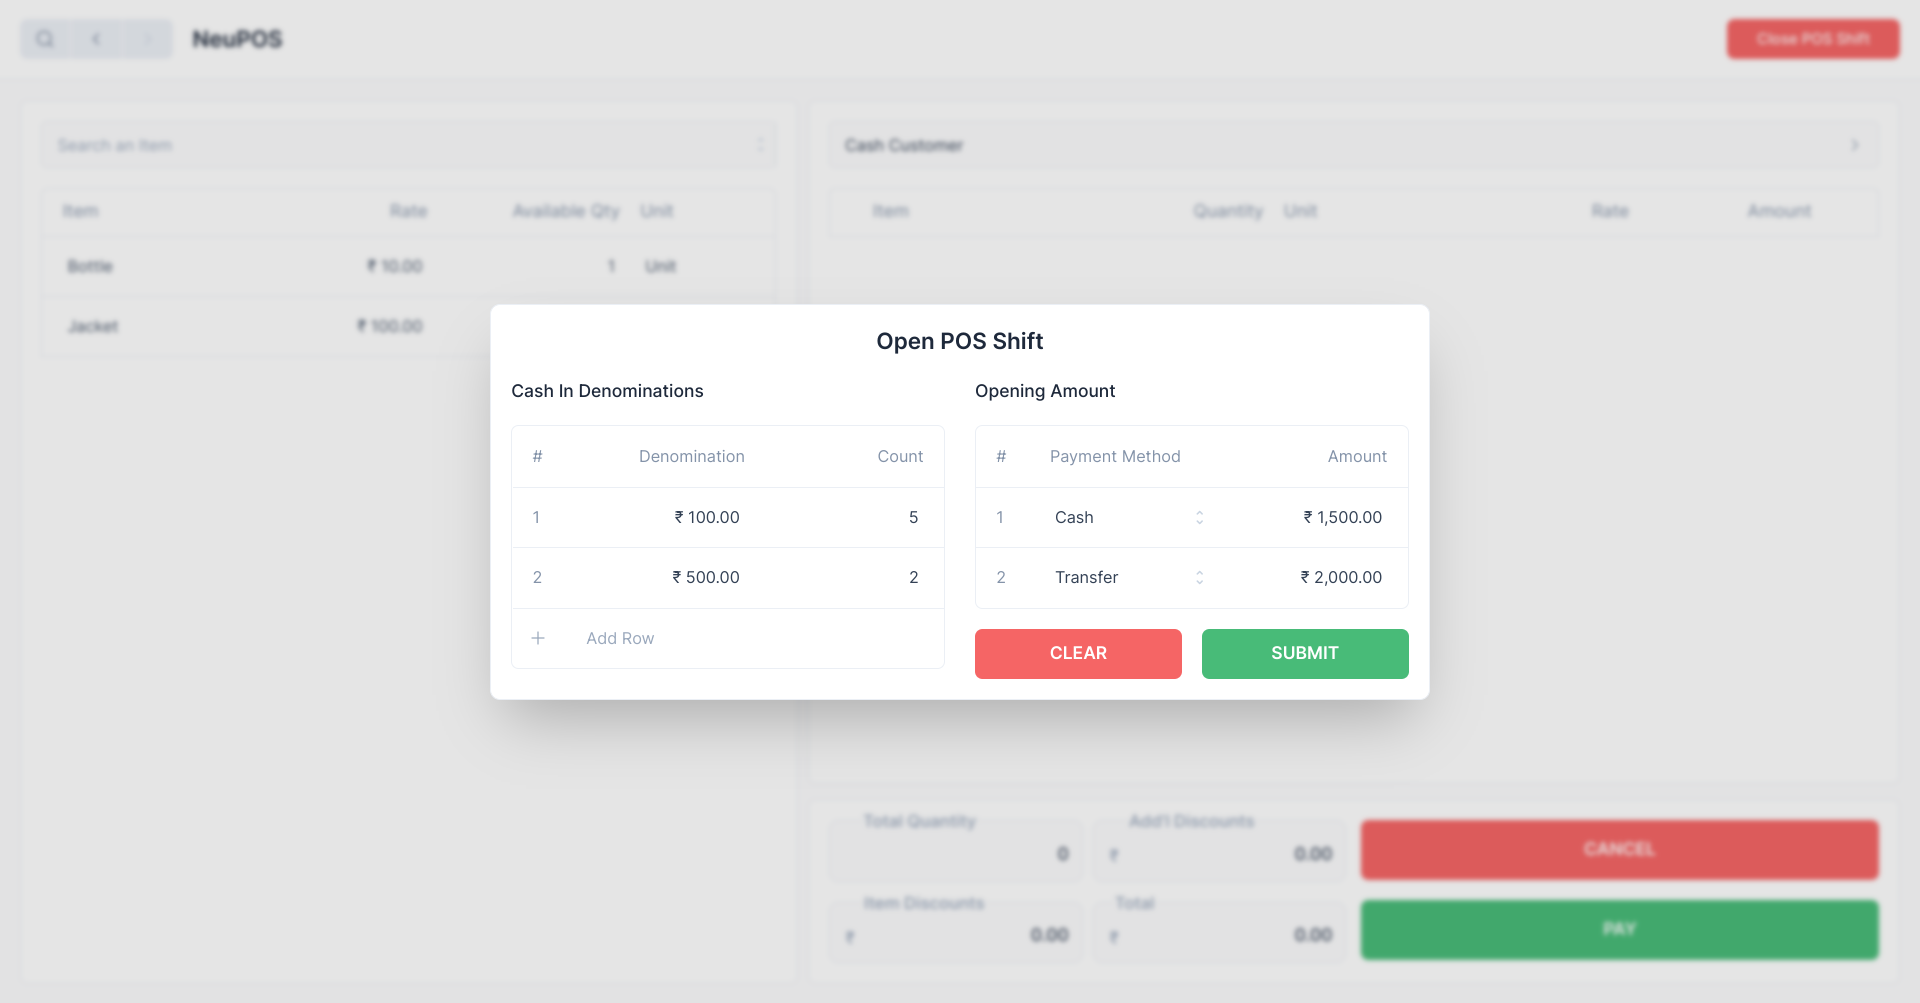 NeuPOS
Close POS Shift
Search an Item
Cash Customer
Item Rate Available Qty Unit
Item Quantity Unit Rate Amount
Bottle ₹ 10.00 1 Unit
Jacket ₹ 100.00
Open POS Shift
Cash In Denominations
# Denomination Count
1 ₹ 100.00 5
2 ₹ 500.00 2
Add Row
Opening Amount
# Payment Method Amount
1 Cash ₹ 1,500.00
2 Transfer ₹ 2,000.00
CLEAR SUBMIT
Total Quantity
0
Add'l Discounts
₹ 0.00
CANCEL
Item Discounts
₹ 0.00
Total
₹ 0.00
PAY